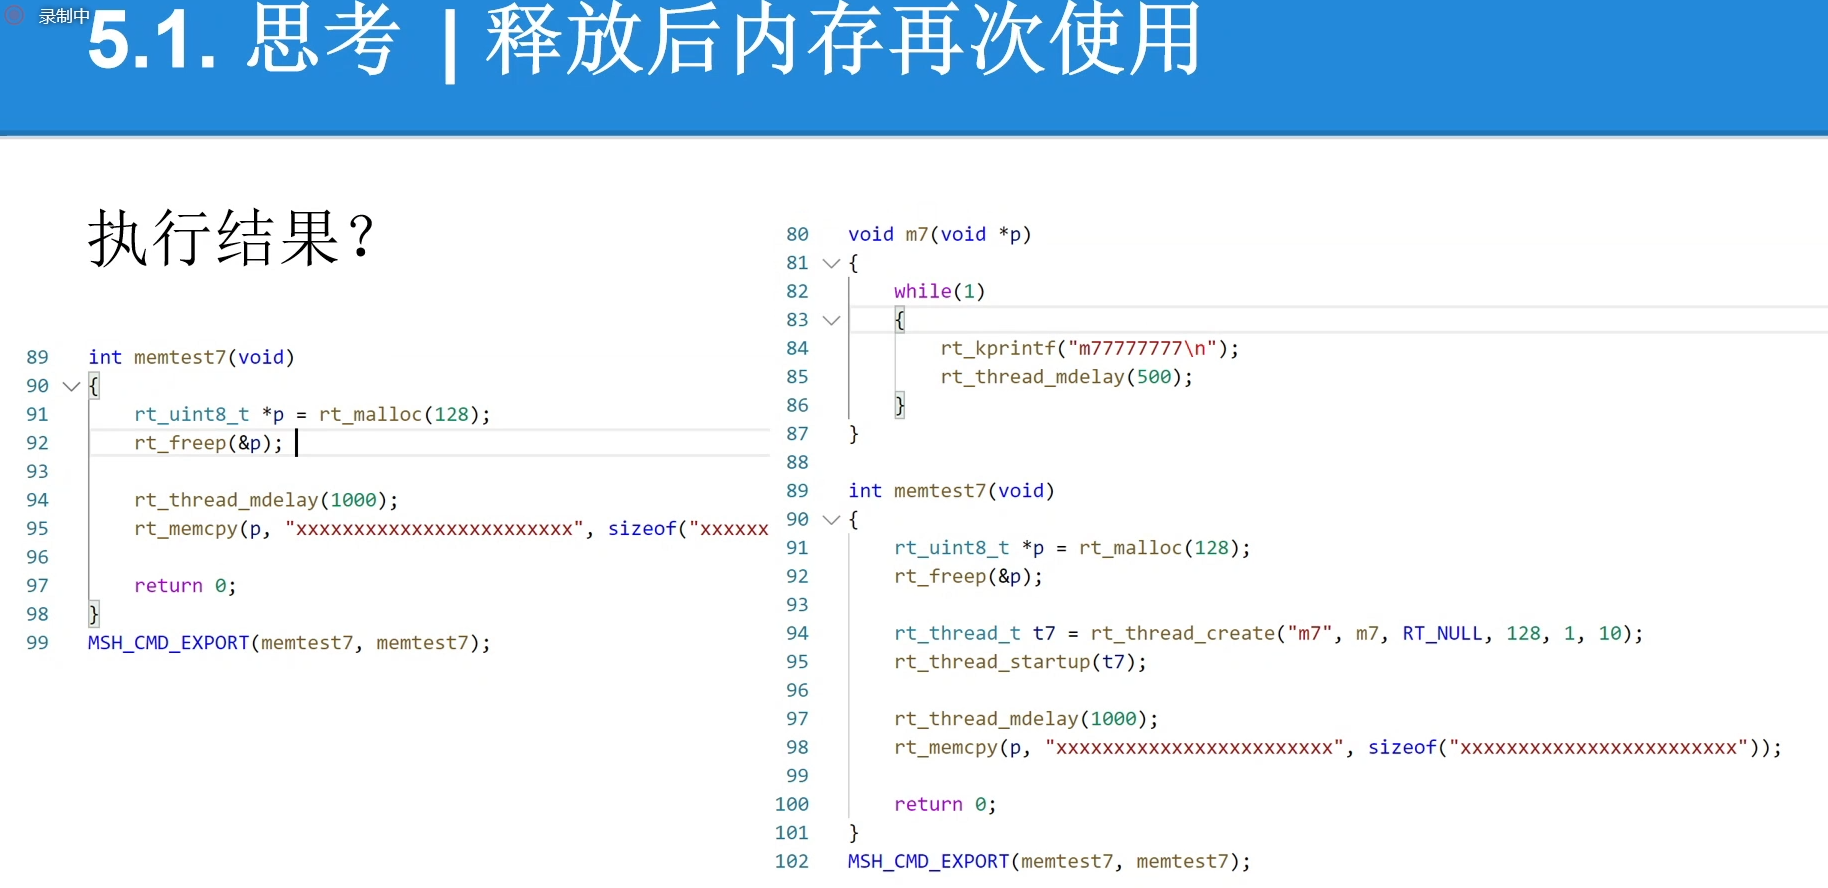 录制中
5.1. 思考 | 释放后内存再次使用
执行结果？
89 int memtest7(void)
90 {
91 rt_uint8_t *p = rt_malloc(128);
92 rt_freep(&p);
93
94 rt_thread_mdelay(1000);
95 rt_memcpy(p, "xxxxxxxxxxxxxxxxxxxxxxxx", sizeof("xxxxxx
96
97 return 0;
98 }
99 MSH_CMD_EXPORT(memtest7, memtest7);
80 void m7(void *p)
81 {
82 while(1)
83 {
84 rt_kprintf("m77777777\n");
85 rt_thread_mdelay(500);
86 }
87 }
88
89 int memtest7(void)
90 {
91 rt_uint8_t *p = rt_malloc(128);
92 rt_freep(&p);
93
94 rt_thread_t t7 = rt_thread_create("m7", m7, RT_NULL, 128, 1, 10);
95 rt_thread_startup(t7);
96
97 rt_thread_mdelay(1000);
98 rt_memcpy(p, "xxxxxxxxxxxxxxxxxxxxxxxx", sizeof("xxxxxxxxxxxxxxxxxxxxxxxx"));
99
100 return 0;
101 }
102 MSH_CMD_EXPORT(memtest7, memtest7);